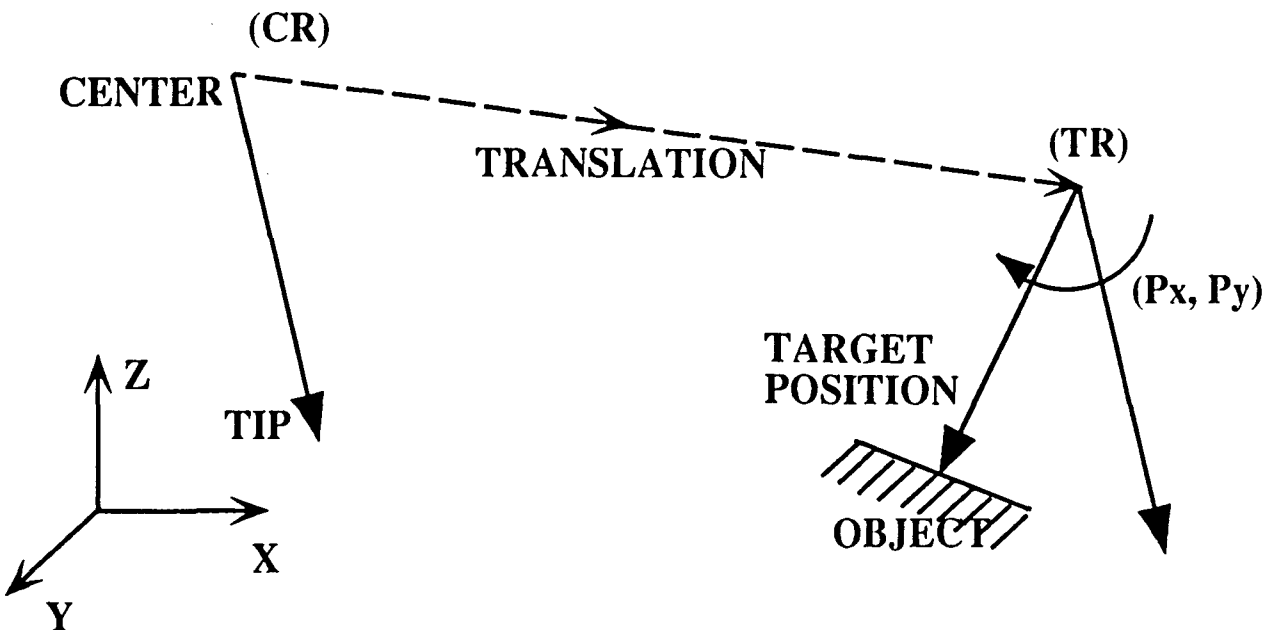 (CR)
CENTER
TRANSLATION
(TR)
(Px, Py)
TARGET
POSITION
Z
TIP
OBJECT
X
Y